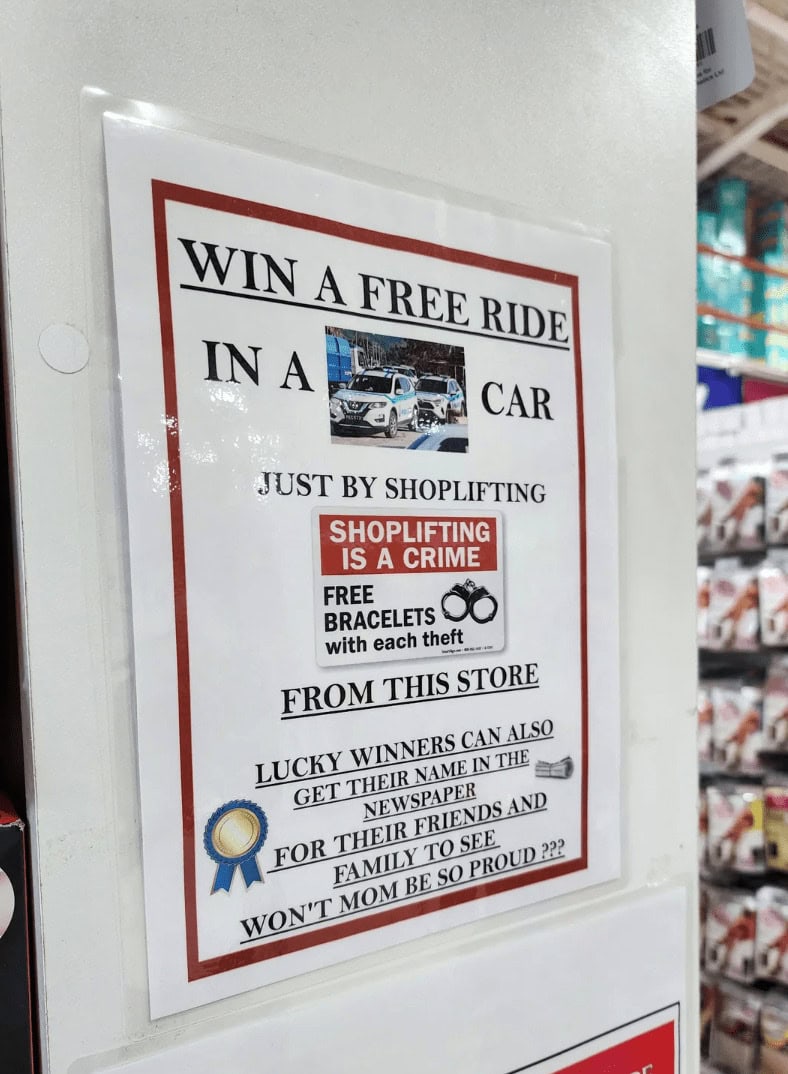 WIN A FREE RIDE
IN A CAR
JUST BY SHOPLIFTING
SHOPLIFTING
IS A CRIME
FREE
BRACELETS
with each theft
FROM THIS STORE
LUCKY WINNERS CAN ALSO
GET THEIR NAME IN THE
NEWSPAPER
FOR THEIR FRIENDS AND
FAMILY TO SEE
WON'T MOM BE SO PROUD ???